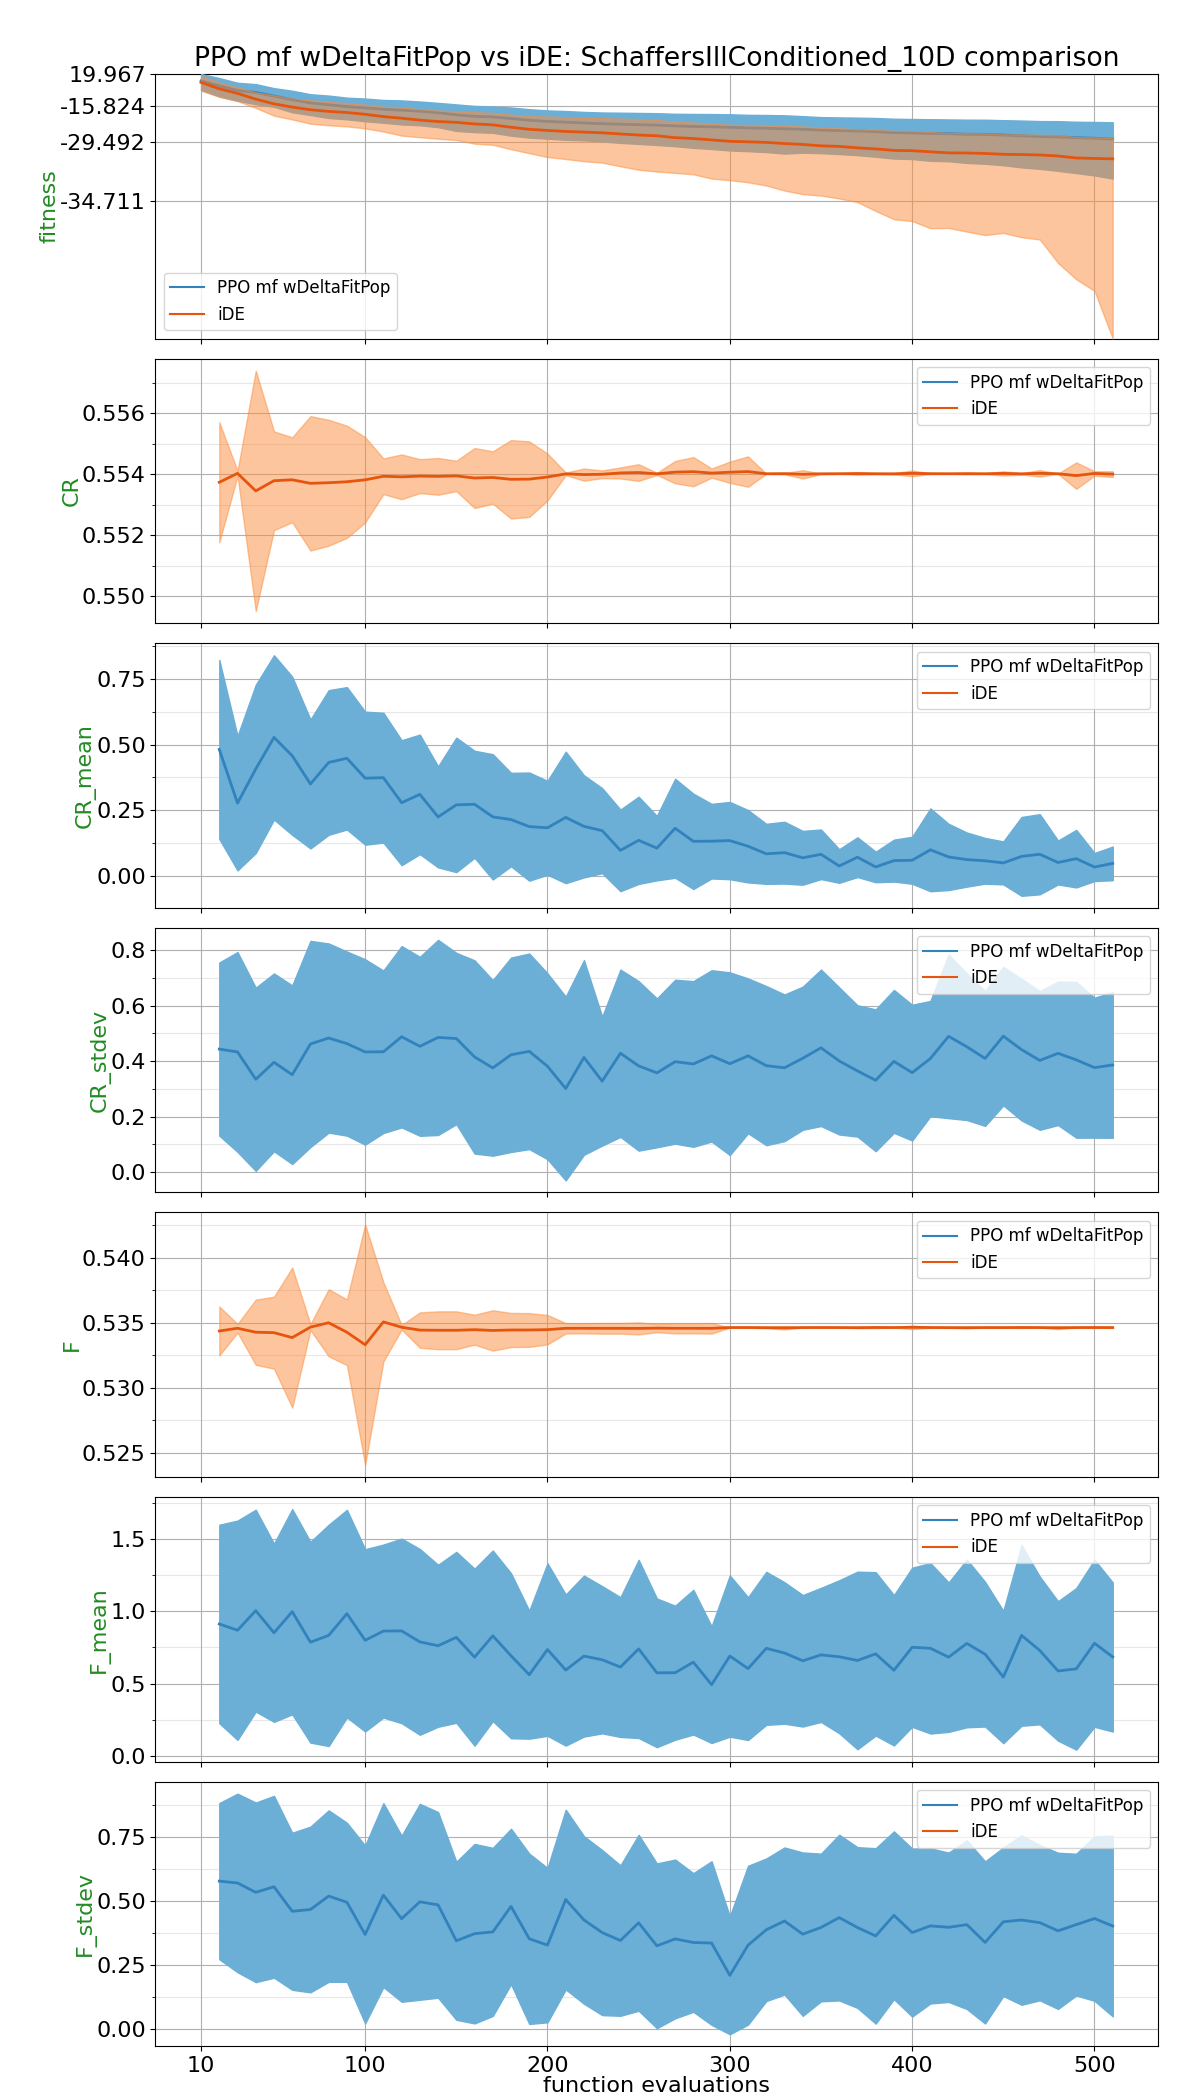 PPO mf wDeltaFitPop vs iDE: SchaffersIllConditioned_10D comparison
19.967
-15.824
-29.492
-34.711
fitness
PPO mf wDeltaFitPop
iDE
0.556
0.554
0.552
0.550
CR
PPO mf wDeltaFitPop
iDE
0.75
0.50
0.25
0.00
CR_mean
PPO mf wDeltaFitPop
iDE
0.8
0.6
0.4
0.2
0.0
CR_stdev
PPO mf wDeltaFitPop
iDE
0.540
0.535
0.530
0.525
F
PPO mf wDeltaFitPop
iDE
1.5
1.0
0.5
0.0
F_mean
PPO mf wDeltaFitPop
iDE
0.75
0.50
0.25
0.00
F_stdev
PPO mf wDeltaFitPop
iDE
10 100 200 300 400 500
function evaluations